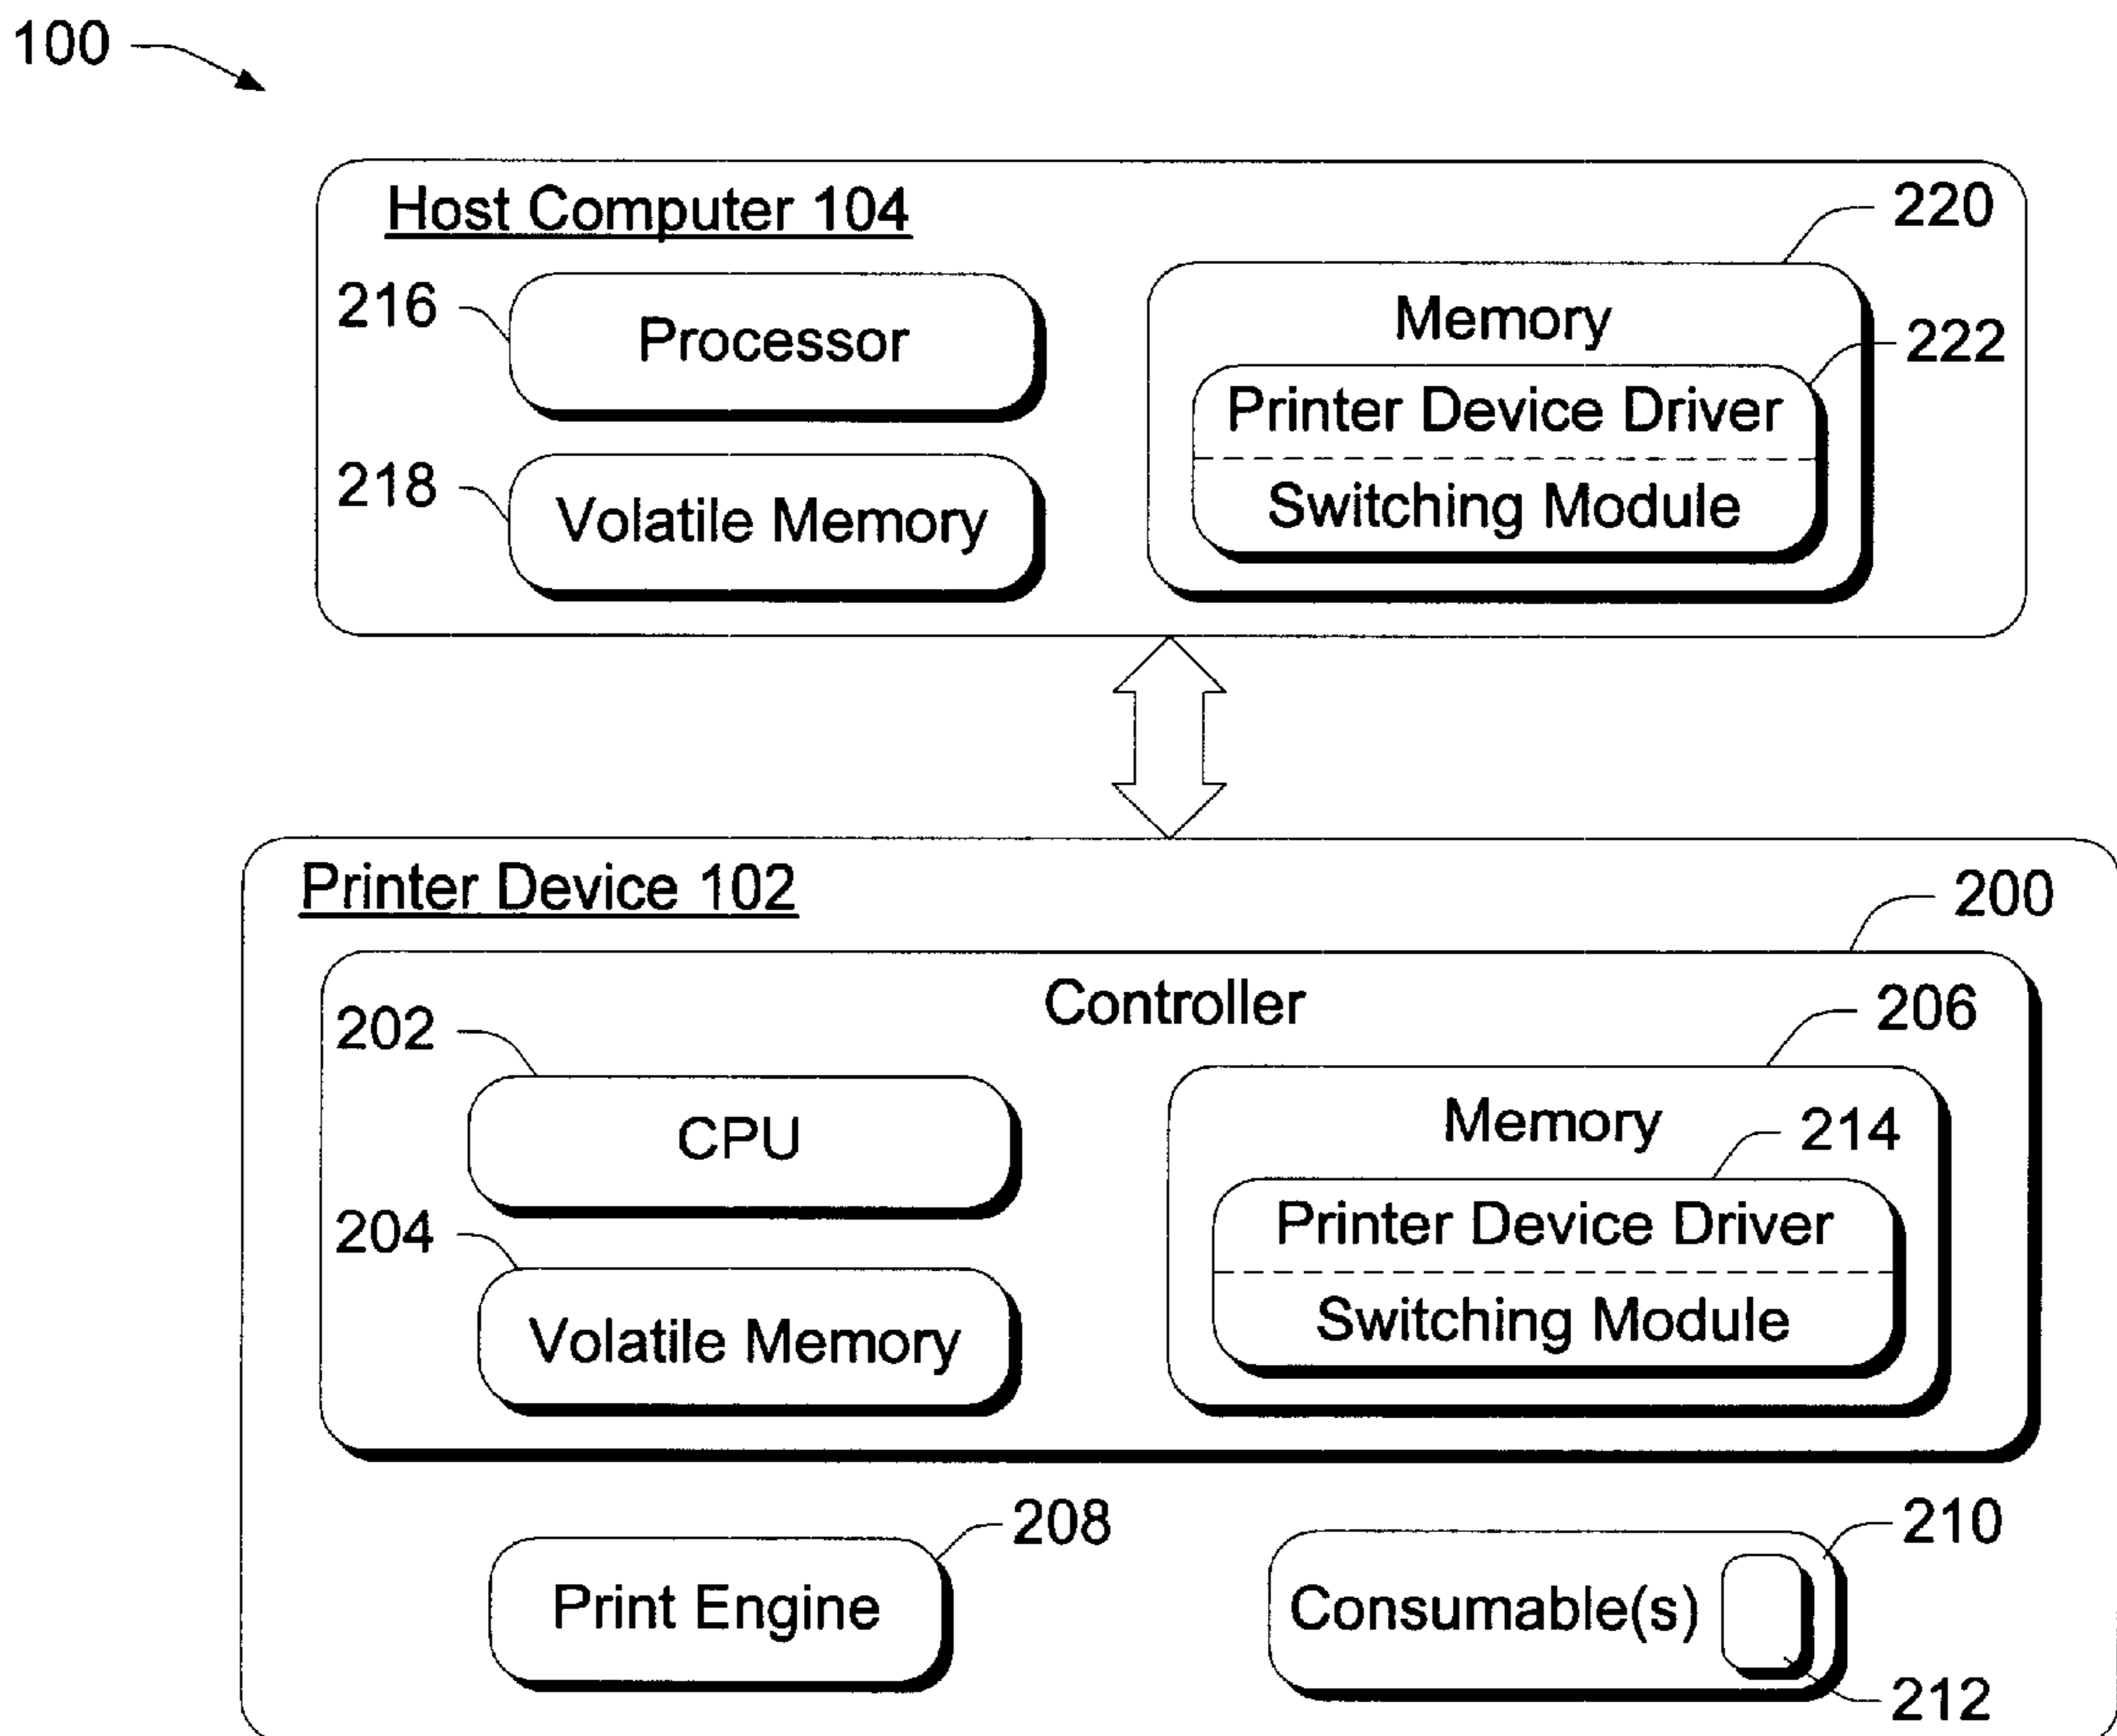 100
Host Computer 104
220
216
Processor
Memory
222
Printer Device Driver
218
Volatile Memory
Switching Module
Printer Device 102
200
Controller
202
206
CPU
Memory
214
204
Printer Device Driver
Volatile Memory
Switching Module
208
210
Print Engine
Consumable(s)
212